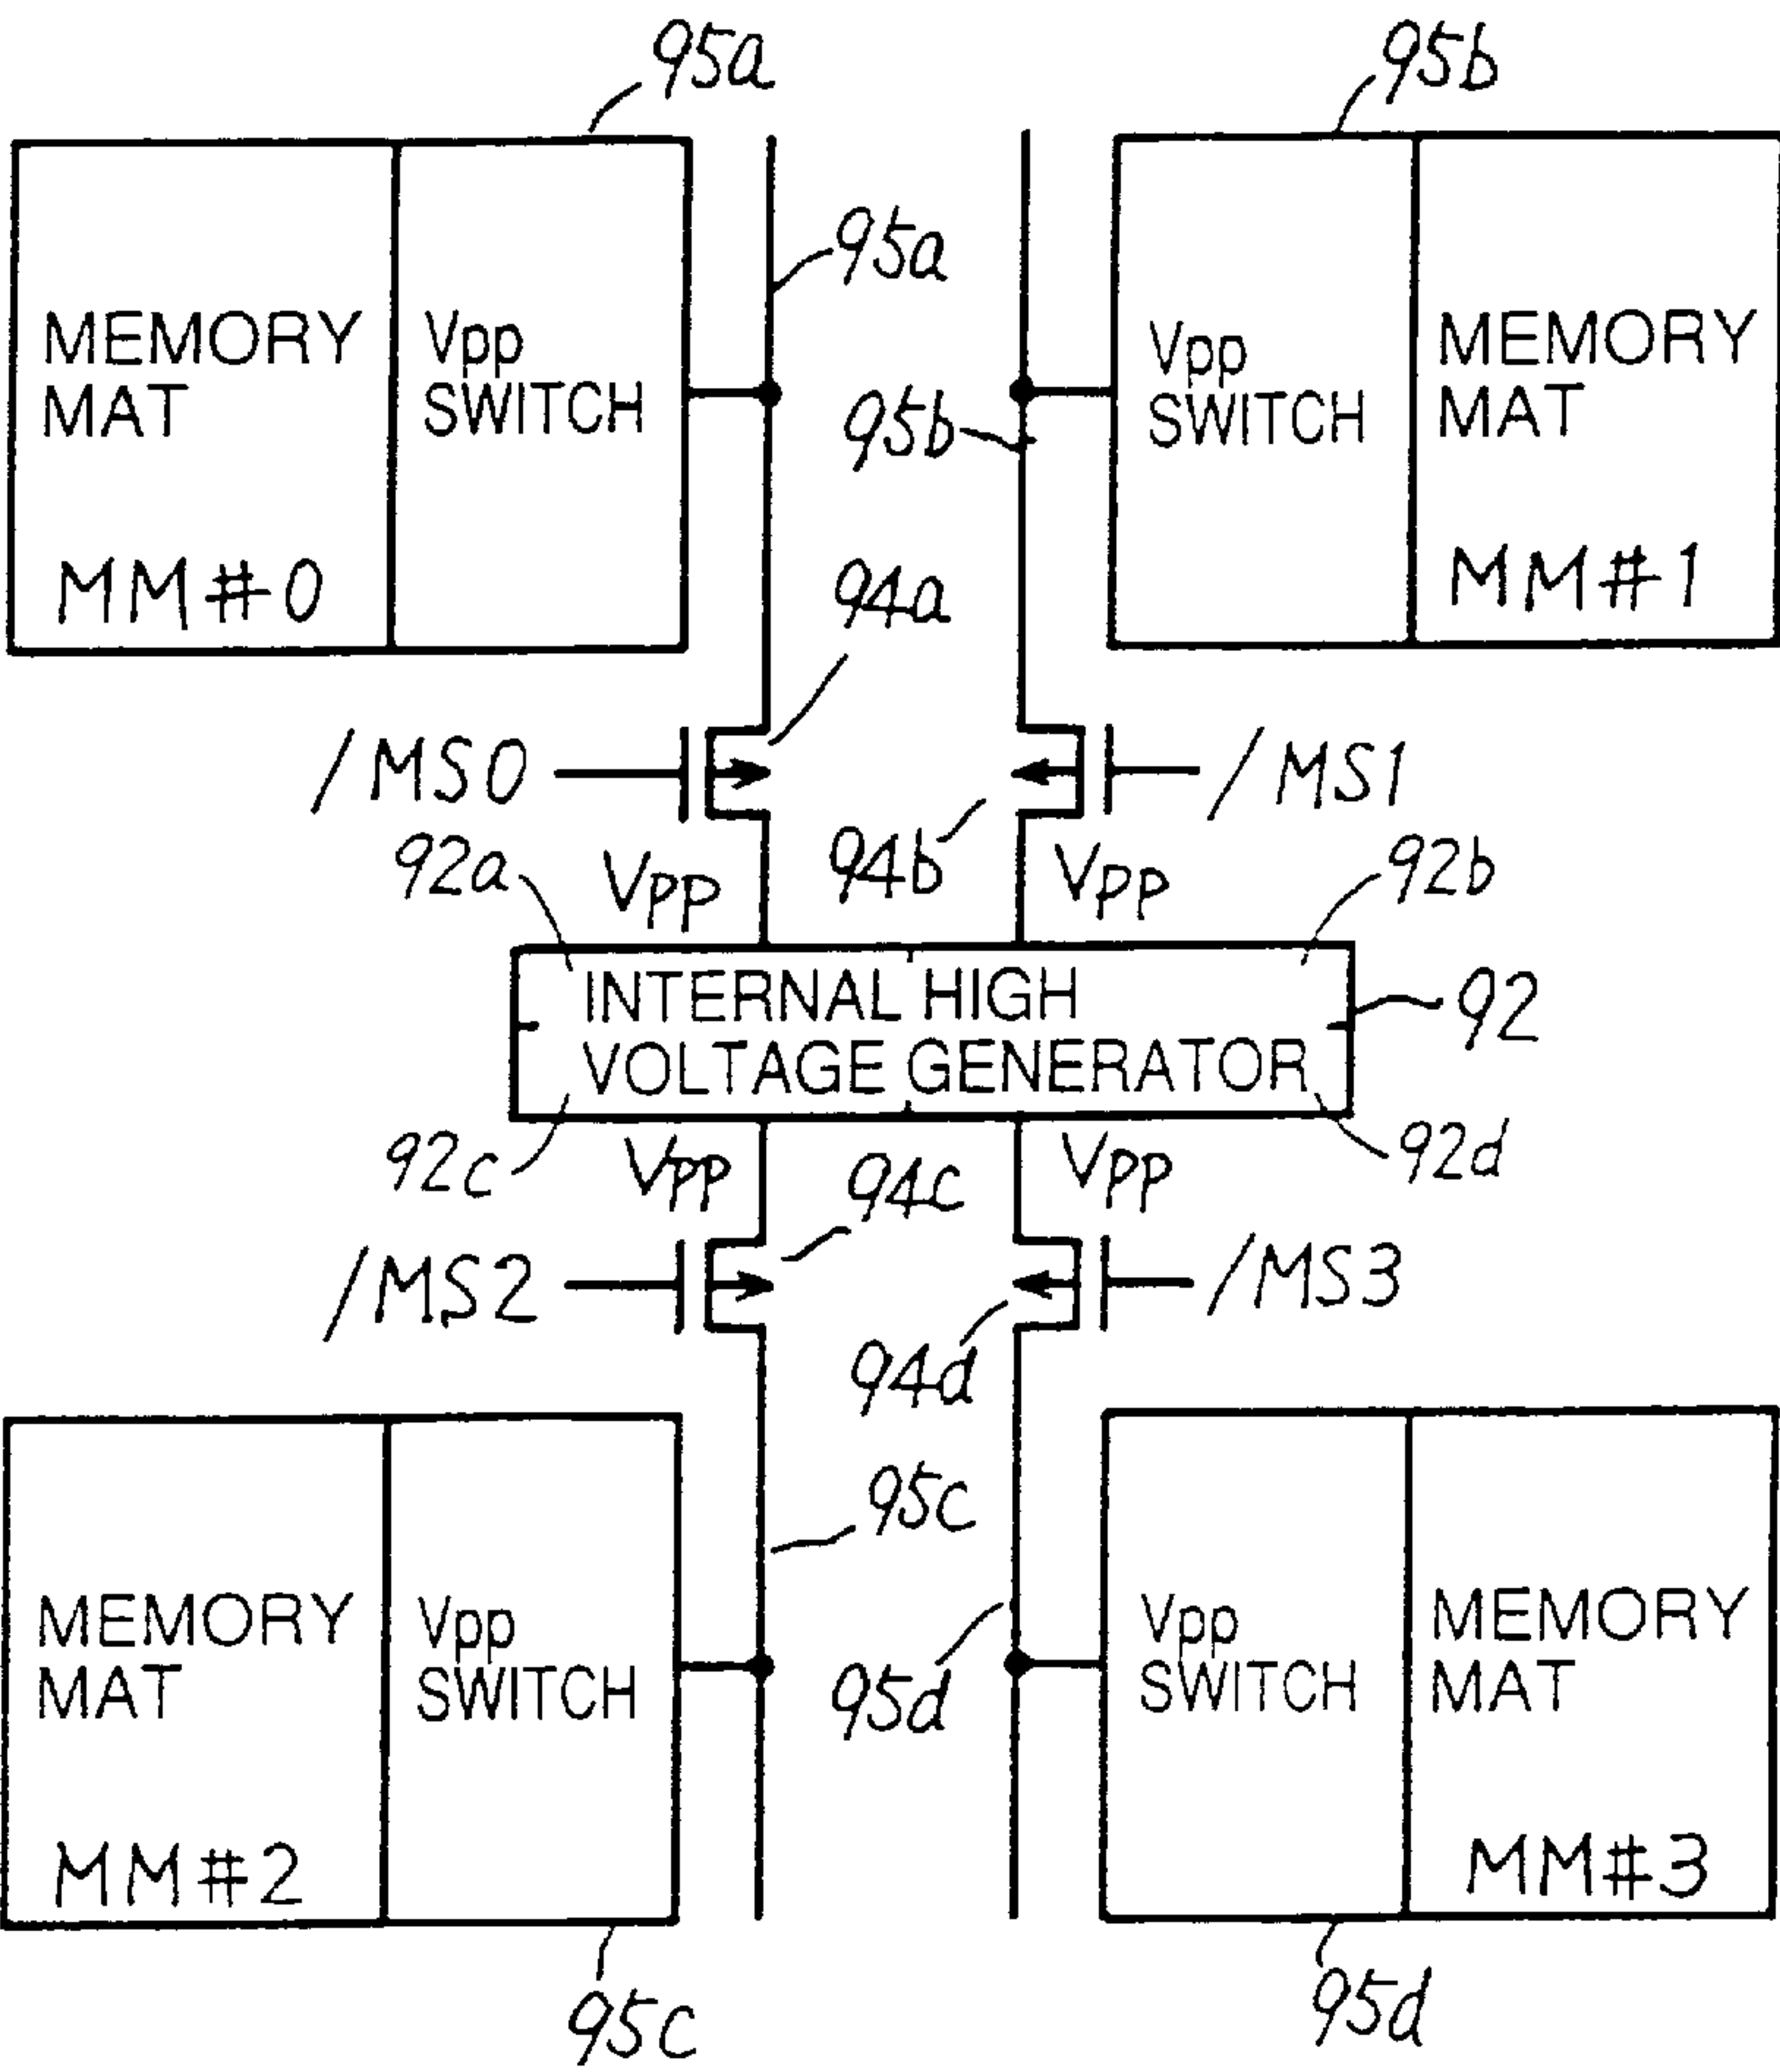 95a
95b
95a
MEMORY
MAT
Vpp
SWITCH
MM#0
95b
Vpp
SWITCH
MEMORY
MAT
MM#1
94a
/MS0
/MS1
94b
92a
Vpp
Vpp
92b
INTERNAL HIGH
VOLTAGE GENERATOR
92
92c
Vpp
94c
Vpp
92d
/MS2
/MS3
94d
95c
MEMORY
MAT
Vpp
SWITCH
MM#2
95d
Vpp
SWITCH
MEMORY
MAT
MM#3
95c
95d